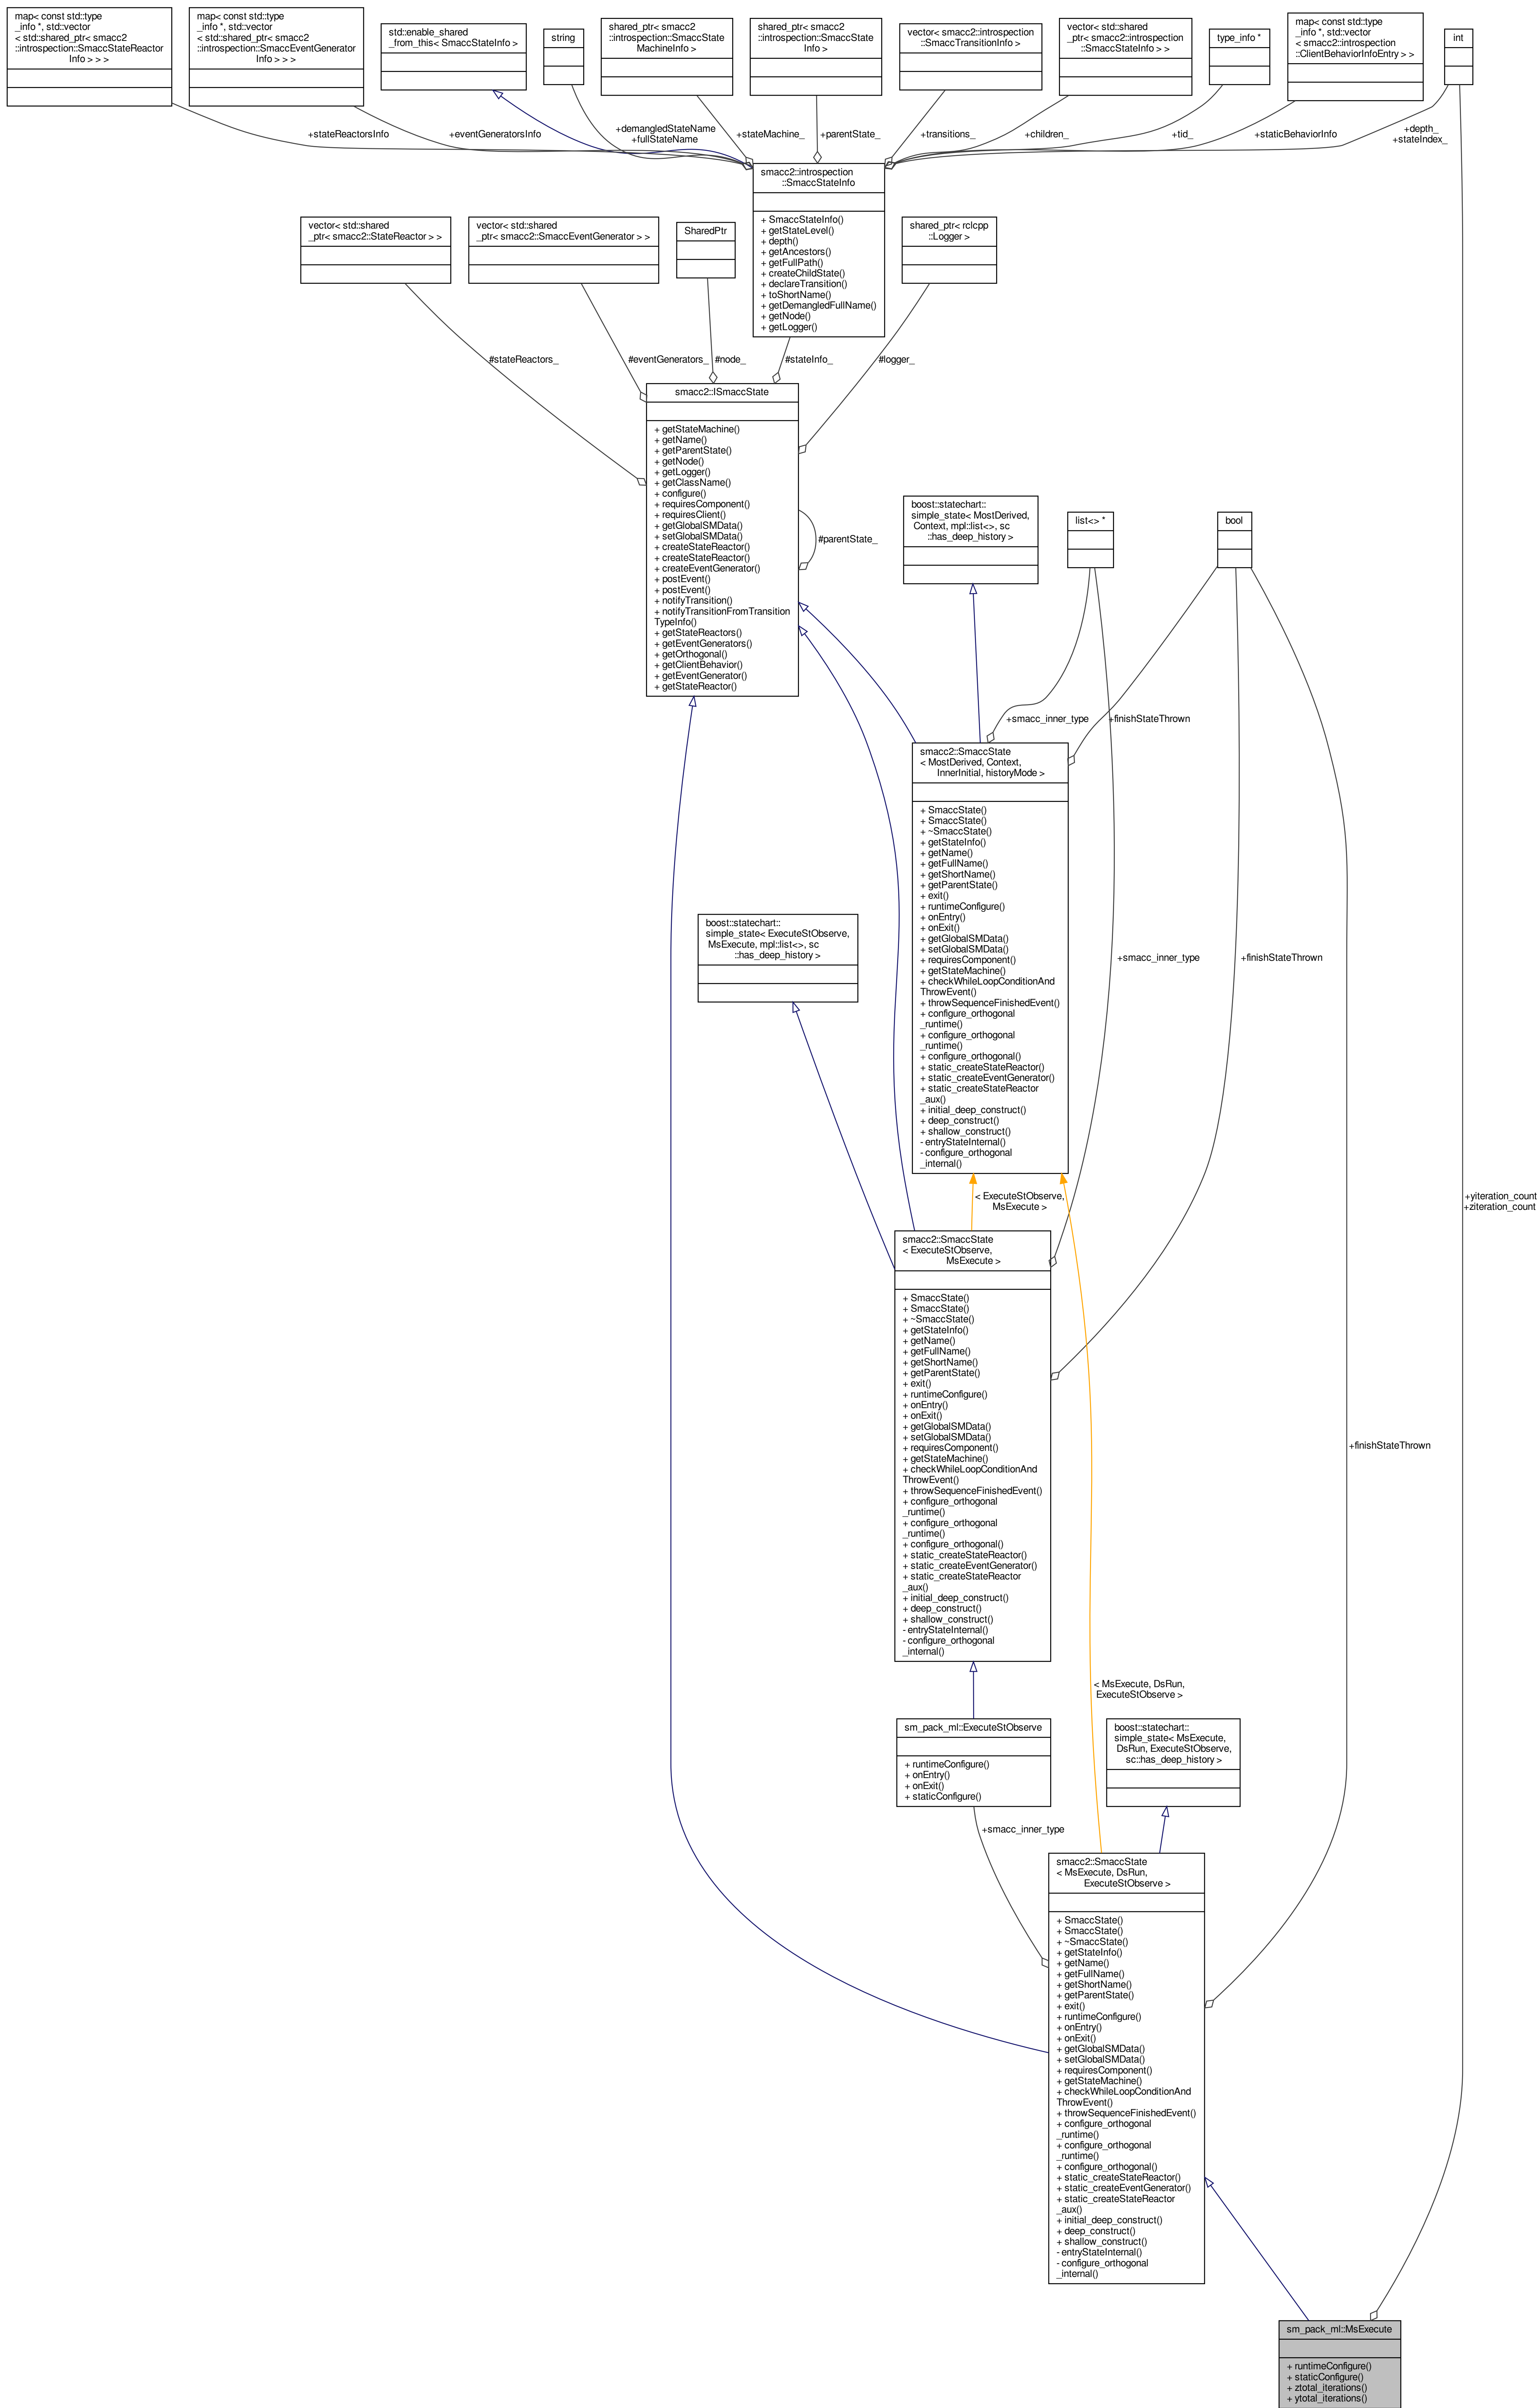 map< const std::type
_info *, std::vector
< std::shared_ptr< smacc2
::introspection::SmaccStateReactor
Info > > >
map< const std::type
_info *, std::vector
< std::shared_ptr< smacc2
::introspection::SmaccEventGenerator
Info > > >
std::enable_shared
_from_this< SmaccStateInfo >
string
shared_ptr< smacc2
::introspection::SmaccState
MachineInfo >
shared_ptr< smacc2
::introspection::SmaccState
Info >
vector< smacc2::introspection
::SmaccTransitionInfo >
vector< std::shared
_ptr< smacc2::introspection
::SmaccStateInfo > >
type_info *
map< const std::type
_info *, std::vector
< smacc2::introspection
::ClientBehaviorInfoEntry > >
int
+stateReactorsInfo
+eventGeneratorsInfo
+demangledStateName
+fullStateName
+stateMachine_
+parentState_
+transitions_
+children_
+tid_
+staticBehaviorInfo
+depth_
+stateIndex_
smacc2::introspection
::SmaccStateInfo
+ SmaccStateInfo()
+ getStateLevel()
+ depth()
+ getAncestors()
+ getFullPath()
+ createChildState()
+ declareTransition()
+ toShortName()
+ getDemangledFullName()
+ getNode()
+ getLogger()
vector< std::shared
_ptr< smacc2::StateReactor > >
vector< std::shared
_ptr< smacc2::SmaccEventGenerator > >
SharedPtr
shared_ptr< rclcpp
::Logger >
#stateReactors_
#eventGenerators_
#node_
#stateInfo_
#logger_
smacc2::ISmaccState
+ getStateMachine()
+ getName()
+ getParentState()
+ getNode()
+ getLogger()
+ getClassName()
+ configure()
+ requiresComponent()
+ requiresClient()
+ getGlobalSMData()
+ setGlobalSMData()
+ createStateReactor()
+ createStateReactor()
+ createEventGenerator()
+ postEvent()
+ postEvent()
+ notifyTransition()
+ notifyTransitionFromTransition
TypeInfo()
+ getStateReactors()
+ getEventGenerators()
+ getOrthogonal()
+ getClientBehavior()
+ getEventGenerator()
+ getStateReactor()
#parentState_
boost::statechart::
simple_state< MostDerived,
Context, mpl::list<>, sc
::has_deep_history >
list<> *
bool
+smacc_inner_type
+finishStateThrown
smacc2::SmaccState
< MostDerived, Context,
InnerInitial, historyMode >
+ SmaccState()
+ SmaccState()
+ ~SmaccState()
+ getStateInfo()
+ getName()
+ getFullName()
+ getShortName()
+ getParentState()
+ exit()
+ runtimeConfigure()
+ onEntry()
+ onExit()
+ getGlobalSMData()
+ setGlobalSMData()
+ requiresComponent()
+ getStateMachine()
+ checkWhileLoopConditionAnd
ThrowEvent()
+ throwSequenceFinishedEvent()
+ configure_orthogonal
_runtime()
+ configure_orthogonal
_runtime()
+ configure_orthogonal()
+ static_createStateReactor()
+ static_createEventGenerator()
+ static_createStateReactor
_aux()
+ initial_deep_construct()
+ deep_construct()
+ shallow_construct()
- entryStateInternal()
- configure_orthogonal
_internal()
boost::statechart::
simple_state< ExecuteStObserve,
MsExecute, mpl::list<>, sc
::has_deep_history >
+smacc_inner_type
+finishStateThrown
< ExecuteStObserve,
MsExecute >
+yiteration_count
+ziteration_count
smacc2::SmaccState
< ExecuteStObserve,
MsExecute >
+ SmaccState()
+ SmaccState()
+ ~SmaccState()
+ getStateInfo()
+ getName()
+ getFullName()
+ getShortName()
+ getParentState()
+ exit()
+ runtimeConfigure()
+ onEntry()
+ onExit()
+ getGlobalSMData()
+ setGlobalSMData()
+ requiresComponent()
+ getStateMachine()
+ checkWhileLoopConditionAnd
ThrowEvent()
+ throwSequenceFinishedEvent()
+ configure_orthogonal
_runtime()
+ configure_orthogonal
_runtime()
+ configure_orthogonal()
+ static_createStateReactor()
+ static_createEventGenerator()
+ static_createStateReactor
_aux()
+ initial_deep_construct()
+ deep_construct()
+ shallow_construct()
- entryStateInternal()
- configure_orthogonal
_internal()
+finishStateThrown
< MsExecute, DsRun,
ExecuteStObserve >
sm_pack_ml::ExecuteStObserve
+ runtimeConfigure()
+ onEntry()
+ onExit()
+ staticConfigure()
boost::statechart::
simple_state< MsExecute,
DsRun, ExecuteStObserve,
sc::has_deep_history >
+smacc_inner_type
smacc2::SmaccState
< MsExecute, DsRun,
ExecuteStObserve >
+ SmaccState()
+ SmaccState()
+ ~SmaccState()
+ getStateInfo()
+ getName()
+ getFullName()
+ getShortName()
+ getParentState()
+ exit()
+ runtimeConfigure()
+ onEntry()
+ onExit()
+ getGlobalSMData()
+ setGlobalSMData()
+ requiresComponent()
+ getStateMachine()
+ checkWhileLoopConditionAnd
ThrowEvent()
+ throwSequenceFinishedEvent()
+ configure_orthogonal
_runtime()
+ configure_orthogonal
_runtime()
+ configure_orthogonal()
+ static_createStateReactor()
+ static_createEventGenerator()
+ static_createStateReactor
_aux()
+ initial_deep_construct()
+ deep_construct()
+ shallow_construct()
- entryStateInternal()
- configure_orthogonal
_internal()
sm_pack_ml::MsExecute
+ runtimeConfigure()
+ staticConfigure()
+ ztotal_iterations()
+ ytotal_iterations()